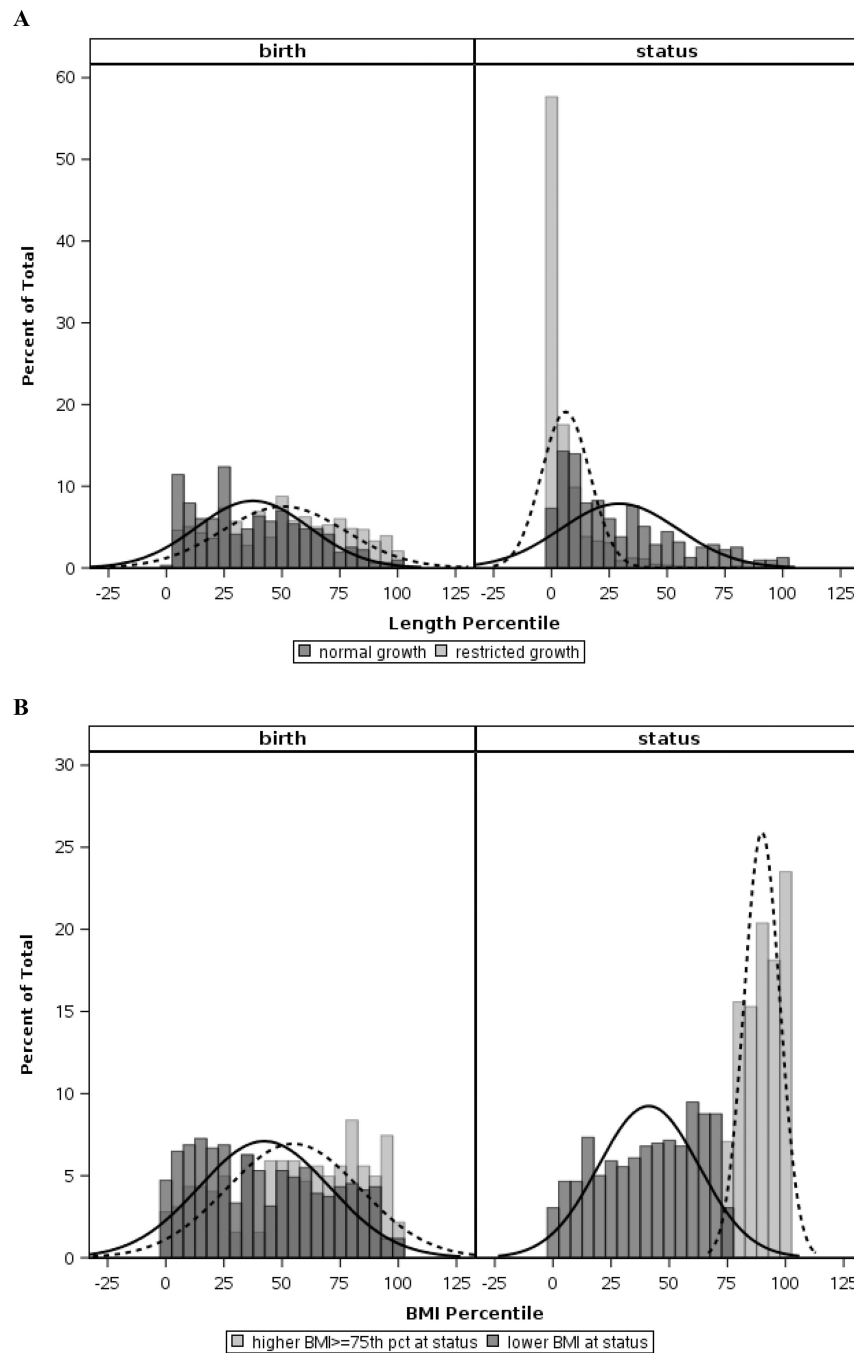 A
birth status
Percent of Total
60
50
40
30
20
10
0
-25 0 25 50 75 100 125 -25 0 25 50 75 100 125
Length Percentile
normal growth restricted growth
B
birth status
Percent of Total
30
25
20
15
10
5
0
-25 0 25 50 75 100 125 -25 0 25 50 75 100 125
BMI Percentile
higher BMI>=75th pct at status lower BMI at status